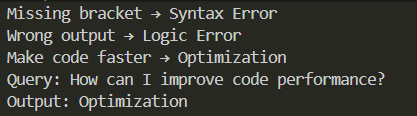 Missing bracket → Syntax Error
Wrong output → Logic Error
Make code faster → Optimization
Query: How can I improve code performance?
Output: Optimization